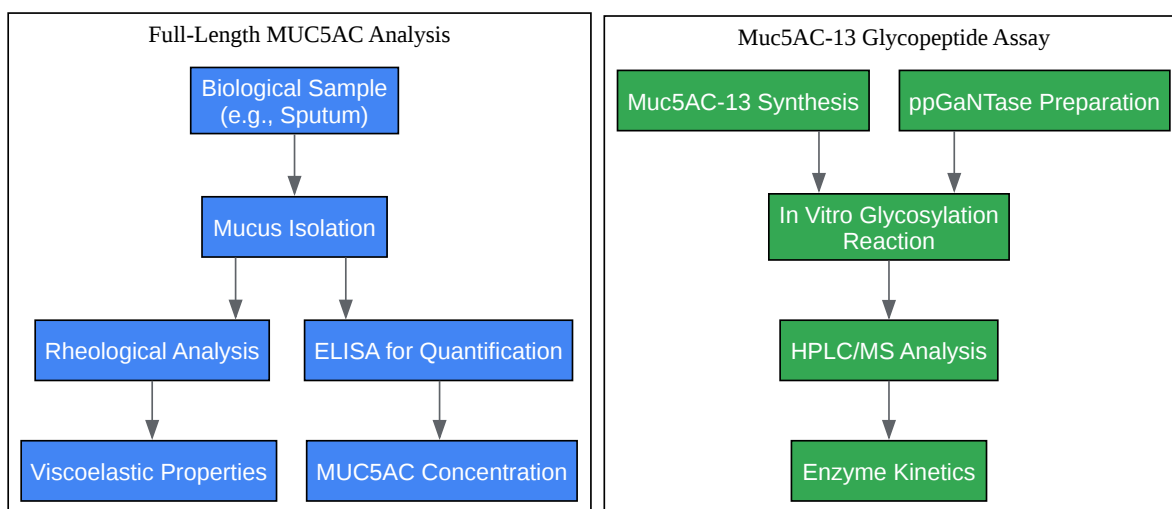 Full-Length MUC5AC Analysis
Biological Sample
(e.g., Sputum)
Mucus Isolation
Rheological Analysis
ELISA for Quantification
Viscoelastic Properties
MUC5AC Concentration
Muc5AC-13 Glycopeptide Assay
Muc5AC-13 Synthesis
ppGaNTase Preparation
In Vitro Glycosylation
Reaction
HPLC/MS Analysis
Enzyme Kinetics